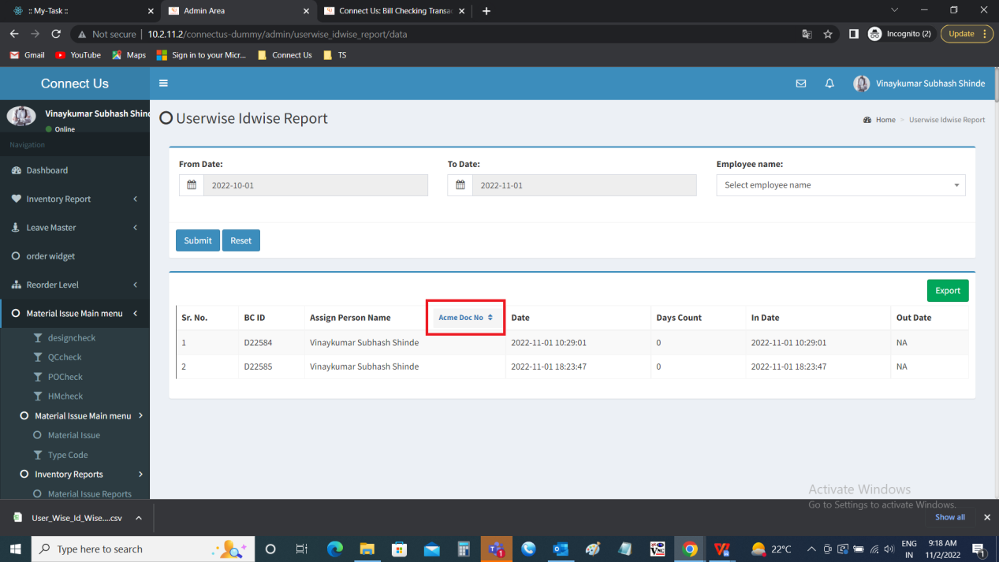 :: My-Task ::
Admin Area
Connect Us: Bill Checking Transac
Not secure | 10.2.11.2/connectus-dummy/admin/userwise_idwise_report/data
Incognito (2)
Update
Gmail
YouTube
Maps
Sign in to your Micr...
Connect Us
TS
Connect Us
Vinaykumar Subhash Shinde
Vinaykumar Subhash Shind
Online
Navigation
Dashboard
Inventory Report
Leave Master
order widget
Reorder Level
Material Issue Main menu
designcheck
QCcheck
POCheck
HMcheck
Material Issue Main menu
Material Issue
Type Code
Inventory Reports
Material Issue Reports
Userwise Idwise Report
Home > Userwise Idwise Report
From Date: To Date: Employee name:
2022-10-01 2022-11-01 Select employee name
Submit Reset
Export
Sr. No. BC ID Assign Person Name Acme Doc No Date Days Count In Date Out Date
1 D22584 Vinaykumar Subhash Shinde 2022-11-01 10:29:01 0 2022-11-01 10:29:01 NA
2 D22585 Vinaykumar Subhash Shinde 2022-11-01 18:23:47 0 2022-11-01 18:23:47 NA
Activate Windows
Go to Settings to activate Windows.
User_Wise_Id_Wise....csv
Show all
Type here to search
22°C
ENG
IN
9:18 AM
11/2/2022
1
1